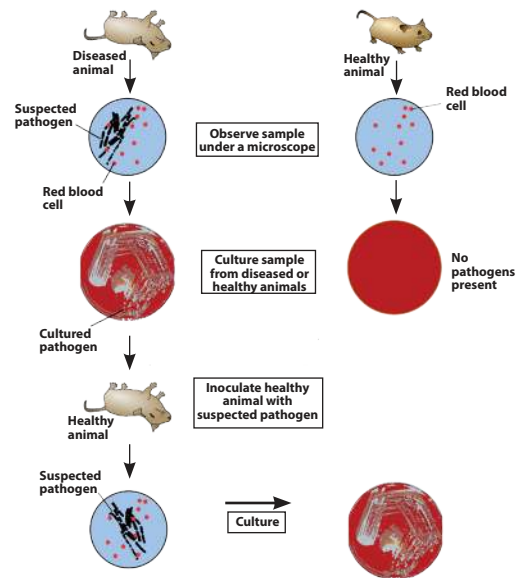 Diseased
animal
Healthy
animal
Suspected
pathogen
Red blood
cell
Observe sample
under a microscope
Red blood
cell
Culture sample
from diseased or
healthy animals
No
pathogens
present
Cultured
pathogen
Healthy
animal
Inoculate healthy
animal with
suspected pathogen
Suspected
pathogen
Culture